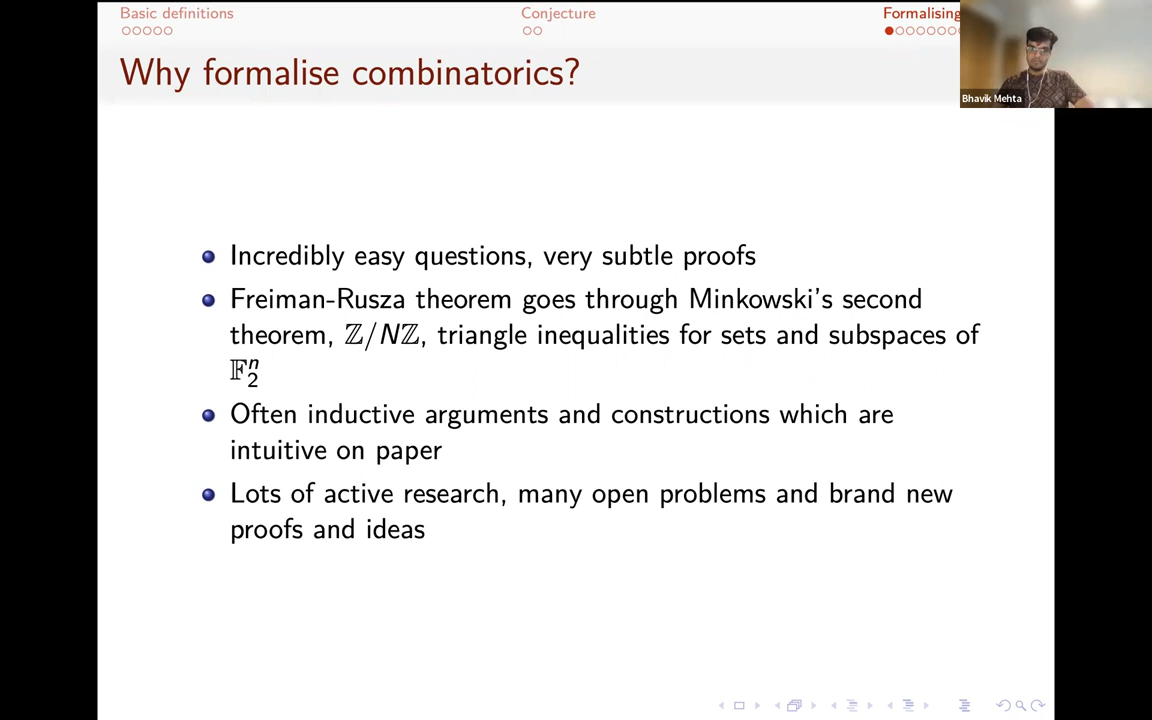 Basic definitions
Conjecture
Formalising
Why formalise combinatorics?
Bhavik Mehta
Incredibly easy questions, very subtle proofs
Freiman-Rusza theorem goes through Minkowski's second
theorem, ℤ/Nℤ, triangle inequalities for sets and subspaces of
𝔽₂ⁿ
Often inductive arguments and constructions which are
intuitive on paper
Lots of active research, many open problems and brand new
proofs and ideas